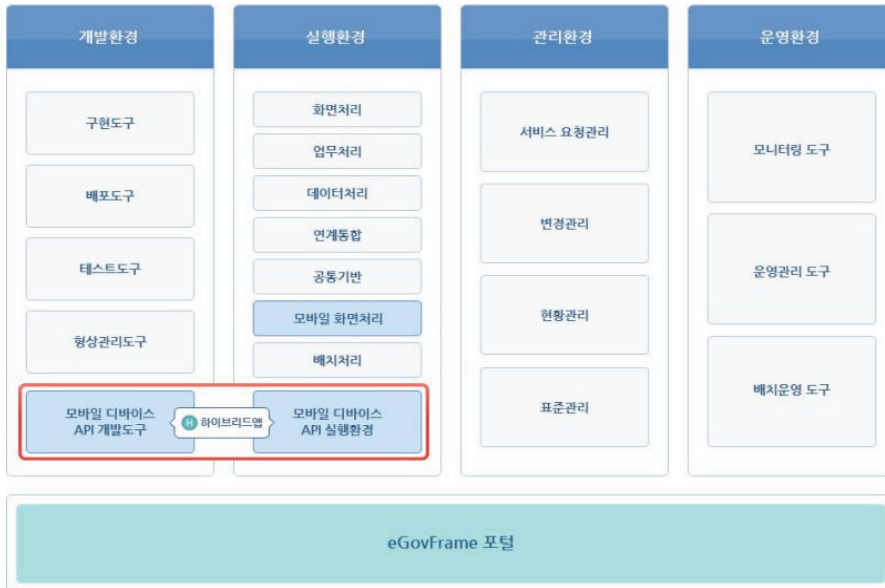 개발환경
구현도구
배포도구
테스트도구
형상관리도구
모바일 디바이스
API 개발도구
H 하이브리드앱
실행환경
화면처리
업무처리
데이터처리
연계통합
공통기반
모바일 화면처리
배치처리
모바일 디바이스
API 실행환경
관리환경
서비스 요청관리
변경관리
현황관리
표준관리
운영환경
모니터링 도구
운영관리 도구
배치운영 도구
eGovFrame 포털